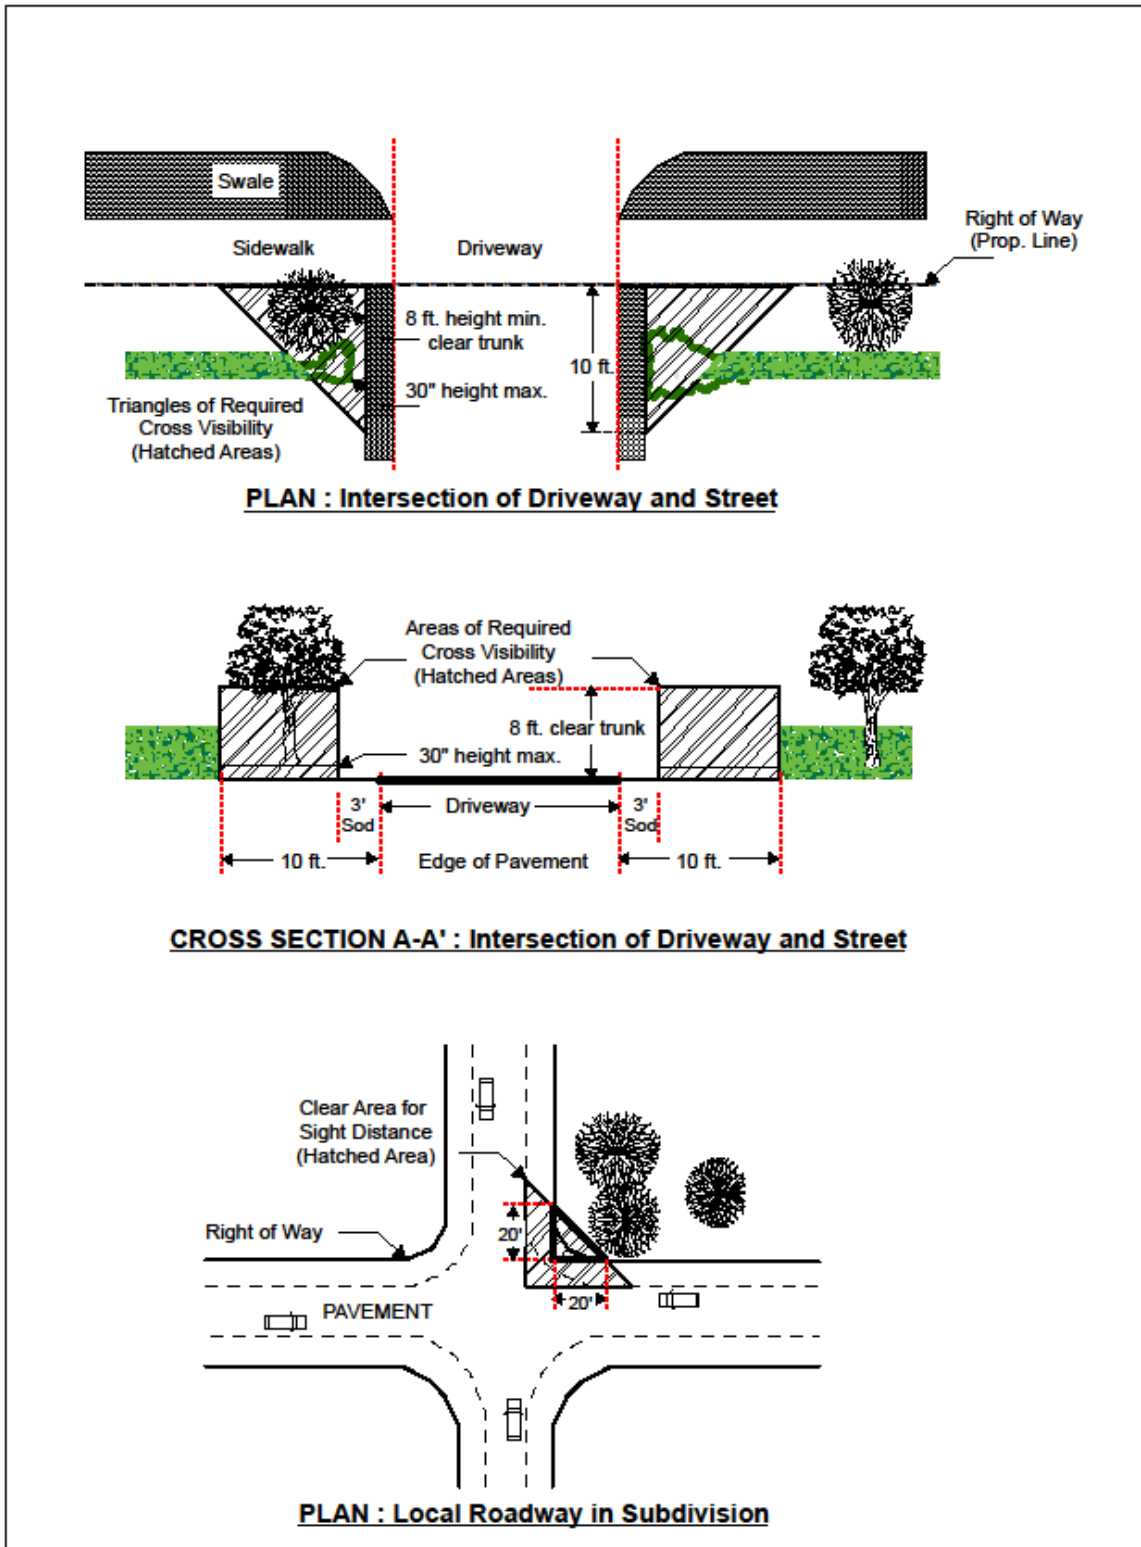 Swale
Right of Way
(Prop. Line)
Sidewalk
Driveway
8 ft. height min.
clear trunk
10 ft.
30" height max.
Triangles of Required
Cross Visibility
(Hatched Areas)
PLAN : Intersection of Driveway and Street
Areas of Required
Cross Visibility
(Hatched Areas)
8 ft. clear trunk
30" height max.
3'
Sod
Driveway
3'
Sod
10 ft.
Edge of Pavement
10 ft.
CROSS SECTION A-A' : Intersection of Driveway and Street
Clear Area for
Sight Distance
(Hatched Area)
Right of Way
20'
20'
PAVEMENT
PLAN : Local Roadway in Subdivision